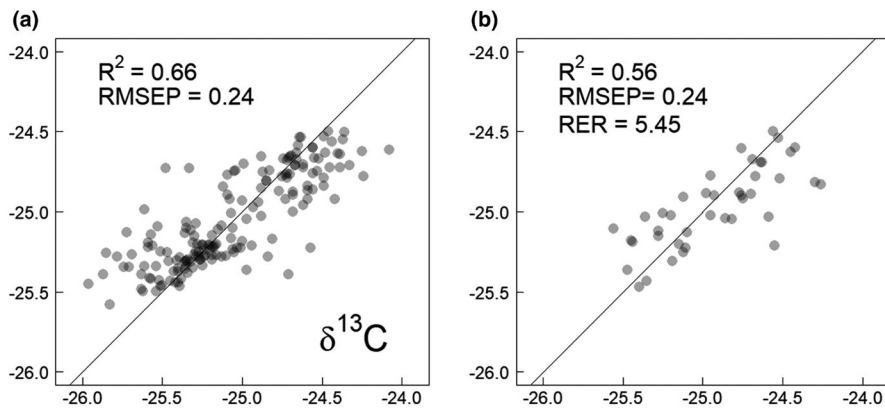 (a)
R² = 0.66
RMSEP = 0.24
-24.0
-24.5
-25.0
-25.5
-26.0
δ¹³C
-26.0 -25.5 -25.0 -24.5 -24.0
(b)
R² = 0.56
RMSEP= 0.24
RER = 5.45
-24.0
-24.5
-25.0
-25.5
-26.0
-26.0 -25.5 -25.0 -24.5 -24.0